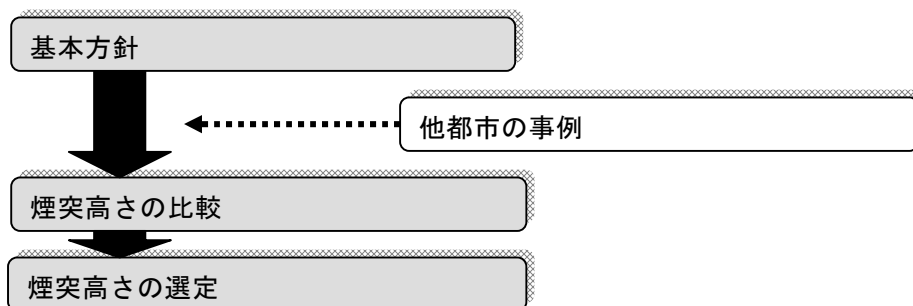 基本方針
他都市の事例
煙突高さの比較
煙突高さの選定